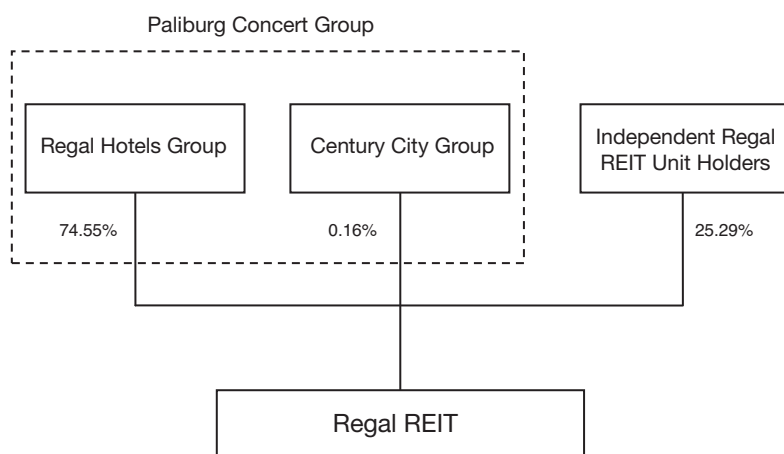 Paliburg Concert Group
Regal Hotels Group
Century City Group
Independent Regal
REIT Unit Holders
74.55%
0.16%
25.29%
Regal REIT